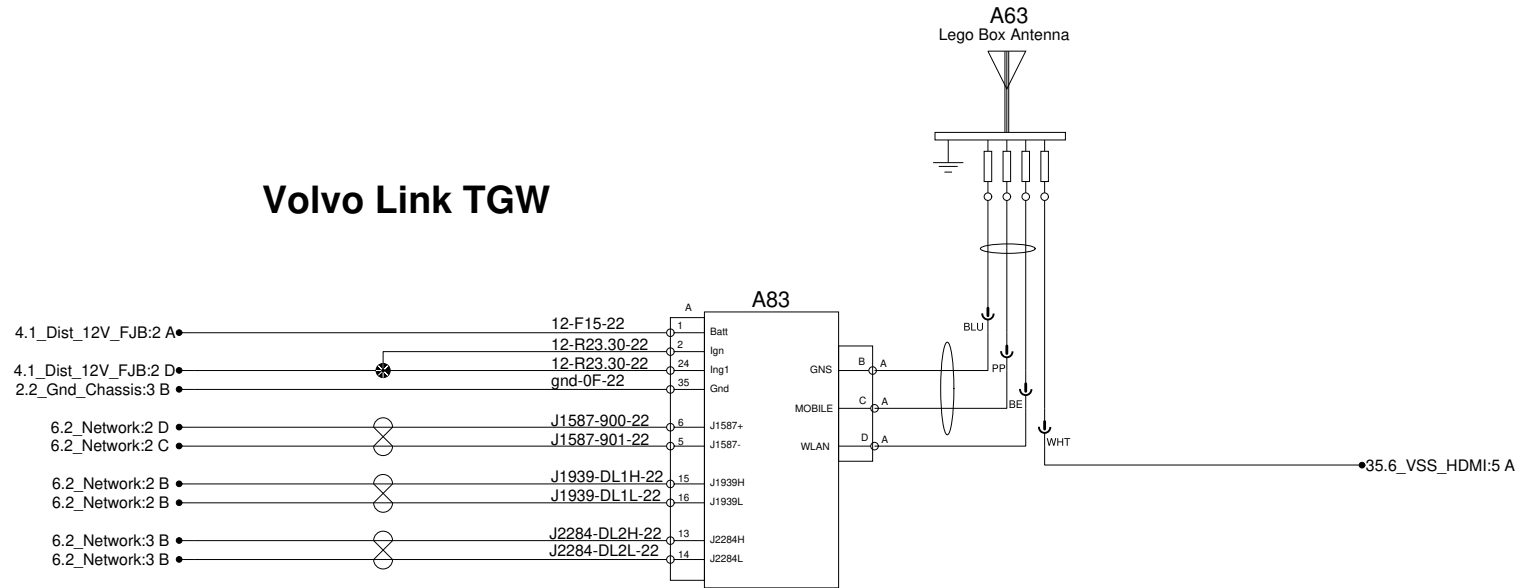 A63
Lego Box Antenna
Volvo Link TGW
A83
A
4.1_Dist_12V_FJB:2 A
12-F15-22
1
Batt
12-R23.30-22
2
Ign
4.1_Dist_12V_FJB:2 D
12-R23.30-22
24
Ing1
2.2_Gnd_Chassis:3 B
gnd-0F-22
35
Gnd
6.2_Network:2 D
J1587-900-22
6
J1587+
6.2_Network:2 C
J1587-901-22
5
J1587-
6.2_Network:2 B
J1939-DL1H-22
15
J1939H
6.2_Network:2 B
J1939-DL1L-22
16
J1939L
6.2_Network:3 B
J2284-DL2H-22
13
J2284H
6.2_Network:3 B
J2284-DL2L-22
14
J2284L
GNS
B
A
BLU
MOBILE
C
A
PP
WLAN
D
A
BE
WHT
35.6_VSS_HDMI:5 A